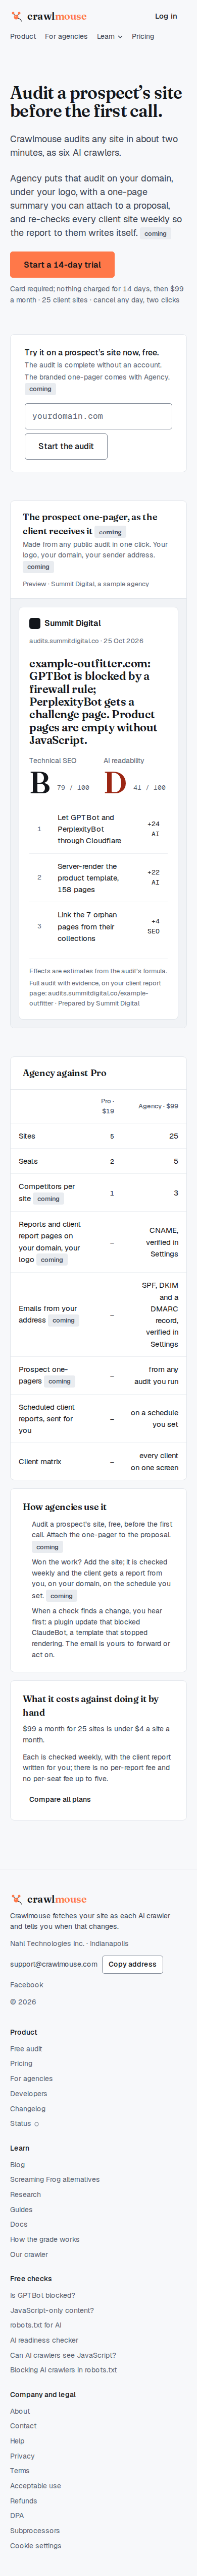 crawlmouse
Log in
Product For agencies Learn Pricing
Audit a prospect's site
before the first call.
Crawlmouse audits any site in about two
minutes, as six AI crawlers.
Agency puts that audit on your domain,
under your logo, with a one-page
summary you can attach to a proposal,
and re-checks every client site weekly so
the report to them writes itself. coming
Start a 14-day trial
Card required; nothing charged for 14 days, then $99
a month · 25 client sites · cancel any day, two clicks
Try it on a prospect's site now, free.
The audit is complete without an account.
The branded one-pager comes with Agency.
coming
yourdomain.com
Start the audit
The prospect one-pager, as the
client receives it coming
Made from any public audit in one click. Your
logo, your domain, your sender address.
coming
Preview · Summit Digital, a sample agency
Summit Digital
audits.summitdigital.co · 25 Oct 2026
example-outfitter.com:
GPTBot is blocked by a
firewall rule;
PerplexityBot gets a
challenge page. Product
pages are empty without
JavaScript.
Technical SEO AI readability
B 79 / 100 D 41 / 100
1 Let GPTBot and PerplexityBot through Cloudflare +24 AI
2 Server-render the product template, 158 pages +22 AI
3 Link the 7 orphan pages from their collections +4 SEO
Effects are estimates from the audit's formula.
Full audit with evidence, on your client report
page: audits.summitdigital.co/example-
outfitter · Prepared by Summit Digital
Agency against Pro
Pro · $19 Agency · $99
Sites 5 25
Seats 2 5
Competitors per site coming 1 3
Reports and client report pages on your domain, your logo coming – CNAME, verified in Settings
Emails from your address coming – SPF, DKIM and a DMARC record, verified in Settings
Prospect one-pagers coming – from any audit you run
Scheduled client reports, sent for you – on a schedule you set
Client matrix – every client on one screen
How agencies use it
Audit a prospect's site, free, before the first
call. Attach the one-pager to the proposal.
coming
Won the work? Add the site; it is checked
weekly and the client gets a report from
you, on your domain, on the schedule you
set. coming
When a check finds a change, you hear
first: a plugin update that blocked
ClaudeBot, a template that stopped
rendering. The email is yours to forward or
act on.
What it costs against doing it by
hand
$99 a month for 25 sites is under $4 a site a
month.
Each is checked weekly, with the client report
written for you; there is no per-report fee and
no per-seat fee up to five.
Compare all plans
crawlmouse
Crawlmouse fetches your site as each AI crawler
and tells you when that changes.
Nahl Technologies Inc. · Indianapolis
support@crawlmouse.com Copy address
Facebook
© 2026
Product
Free audit
Pricing
For agencies
Developers
Changelog
Status
Learn
Blog
Screaming Frog alternatives
Research
Guides
Docs
How the grade works
Our crawler
Free checks
Is GPTBot blocked?
JavaScript-only content?
robots.txt for AI
AI readiness checker
Can AI crawlers see JavaScript?
Blocking AI crawlers in robots.txt
Company and legal
About
Contact
Help
Privacy
Terms
Acceptable use
Refunds
DPA
Subprocessors
Cookie settings